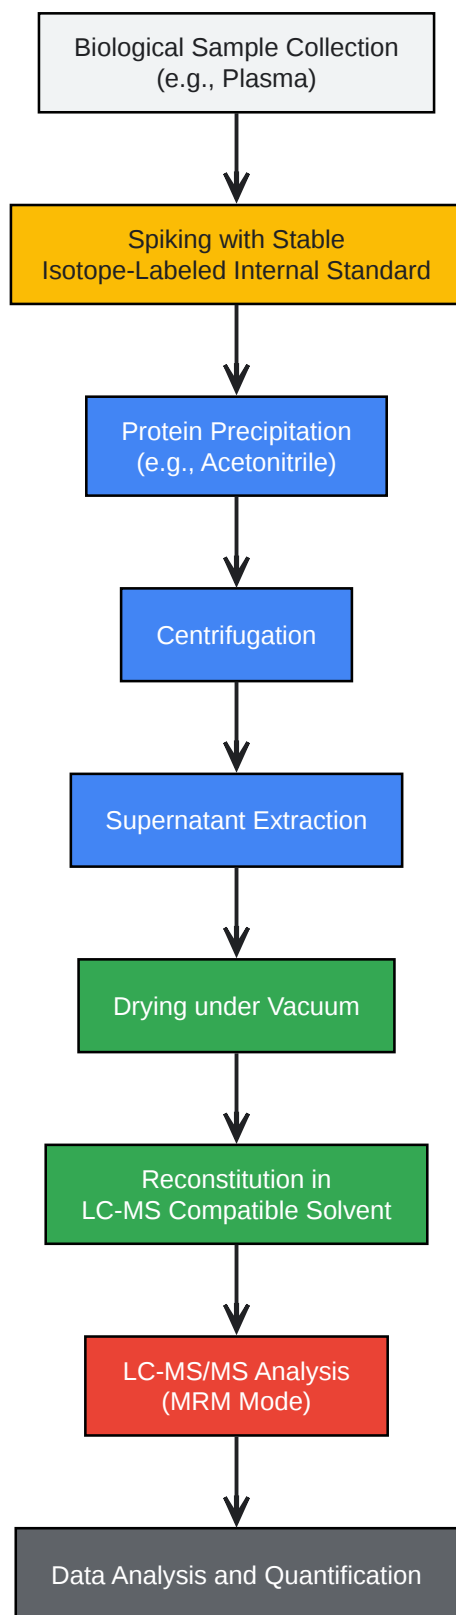 Biological Sample Collection
(e.g., Plasma)
Spiking with Stable
Isotope-Labeled Internal Standard
Protein Precipitation
(e.g., Acetonitrile)
Centrifugation
Supernatant Extraction
Drying under Vacuum
Reconstitution in
LC-MS Compatible Solvent
LC-MS/MS Analysis
(MRM Mode)
Data Analysis and Quantification